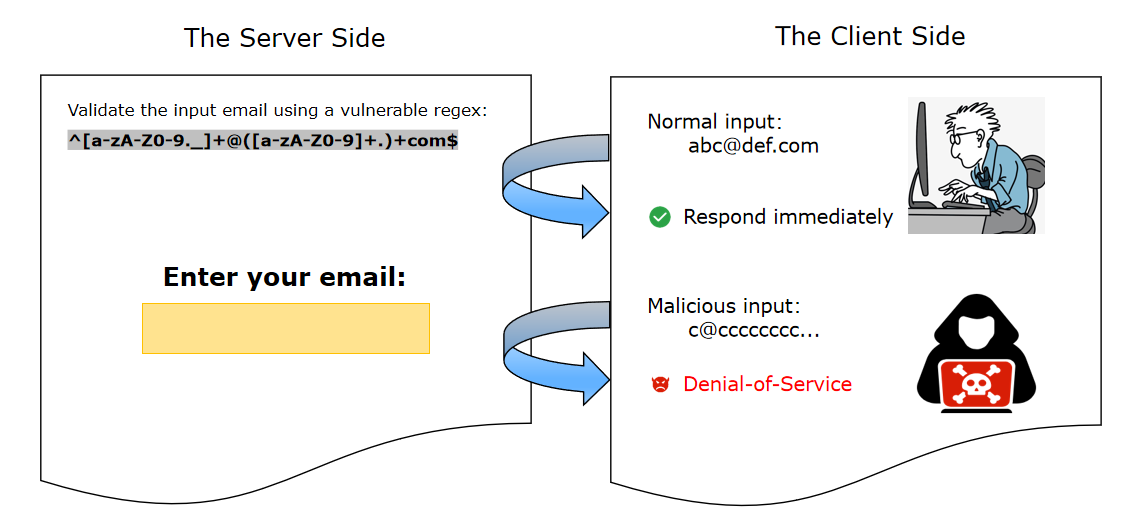 The Server Side
Validate the input email using a vulnerable regex:
^[a-zA-Z0-9._]+@([a-zA-Z0-9]+.)+com$
Enter your email:
The Client Side
Normal input:
abc@def.com
Respond immediately
Malicious input:
c@cccccccc...
Denial-of-Service